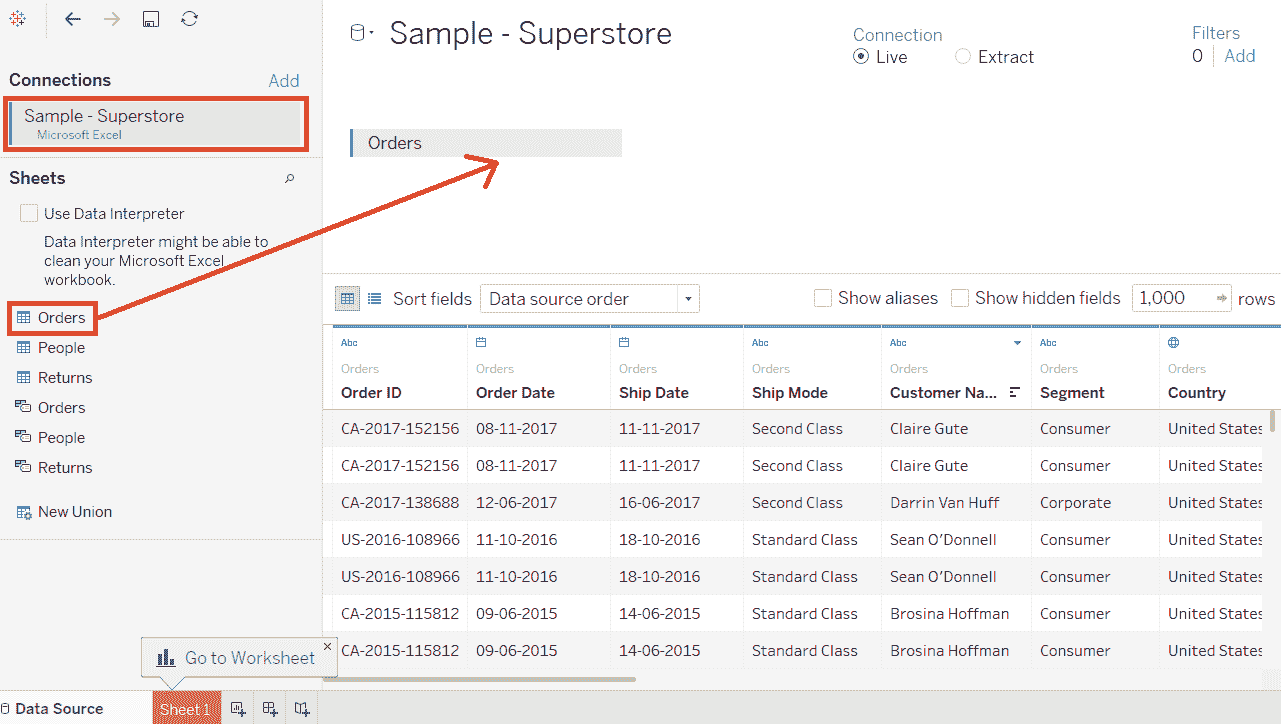 Connections Add
Sample - Superstore
Microsoft Excel
Sheets
Use Data Interpreter
Data Interpreter might be able to
clean your Microsoft Excel
workbook.
Orders
People
Returns
Orders
People
Returns
New Union
Sample - Superstore
Connection
Live Extract
Filters
0 Add
Orders
Sort fields Data source order Show aliases Show hidden fields 1,000 rows
Abc Abc Abc Abc
Orders Orders Orders Orders Orders Orders Orders
Order ID Order Date Ship Date Ship Mode Customer Na... Segment Country
CA-2017-152156 08-11-2017 11-11-2017 Second Class Claire Gute Consumer United States
CA-2017-152156 08-11-2017 11-11-2017 Second Class Claire Gute Consumer United States
CA-2017-138688 12-06-2017 16-06-2017 Second Class Darrin Van Huff Corporate United States
US-2016-108966 11-10-2016 18-10-2016 Standard Class Sean O’Donnell Consumer United States
US-2016-108966 11-10-2016 18-10-2016 Standard Class Sean O’Donnell Consumer United States
CA-2015-115812 09-06-2015 14-06-2015 Standard Class Brosina Hoffman Consumer United States
CA-2015-115812 09-06-2015 14-06-2015 Standard Class Brosina Hoffman Consumer United States
Go to Worksheet
Data Source Sheet 1